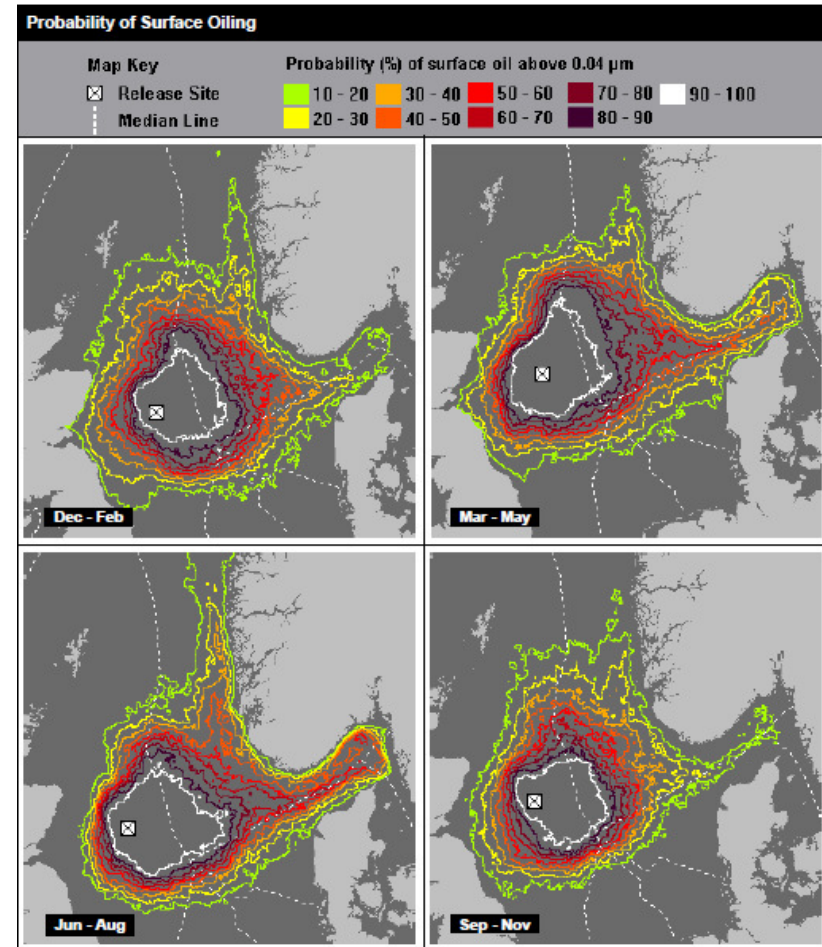 Probability of Surface Oiling
Map Key
Probability (%) of surface oil above 0.04 µm
Release Site
10 - 20
30 - 40
50 - 60
70 - 80
90 - 100
Median Line
20 - 30
40 - 50
60 - 70
80 - 90
Dec - Feb
Mar - May
Jun - Aug
Sep - Nov